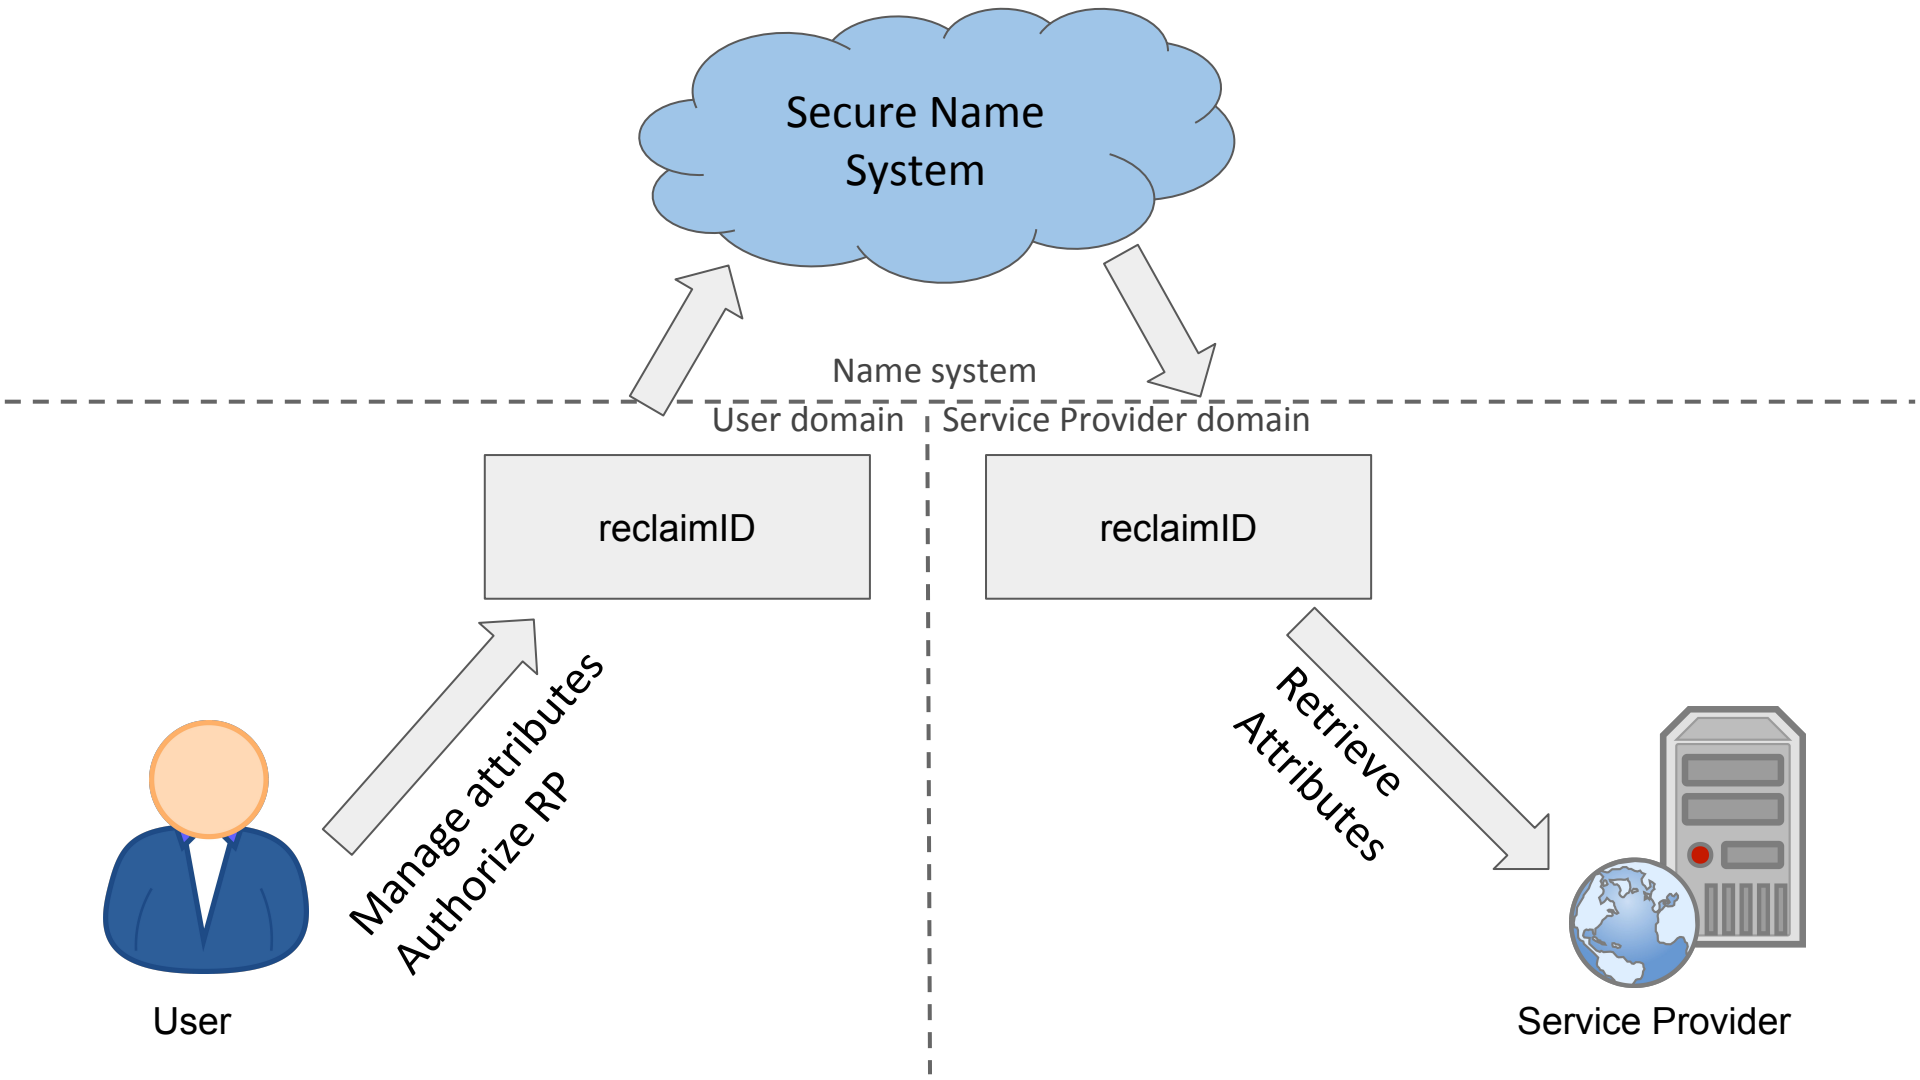 Secure Name
System
Name system
User domain
Service Provider domain
reclaimID
reclaimID
Manage attributes
Authorize RP
Retrieve
Attributes
User
Service Provider